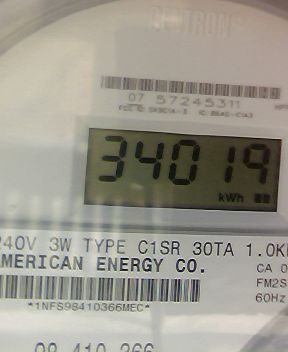 CENTRON
07 57245311
34019
kWh
240V 3W TYPE C1SR 30TA 1.0K
AMERICAN ENERGY CO.
CA 0
FM2S
60Hz
*1NFS98410366MEC*
98 410 366